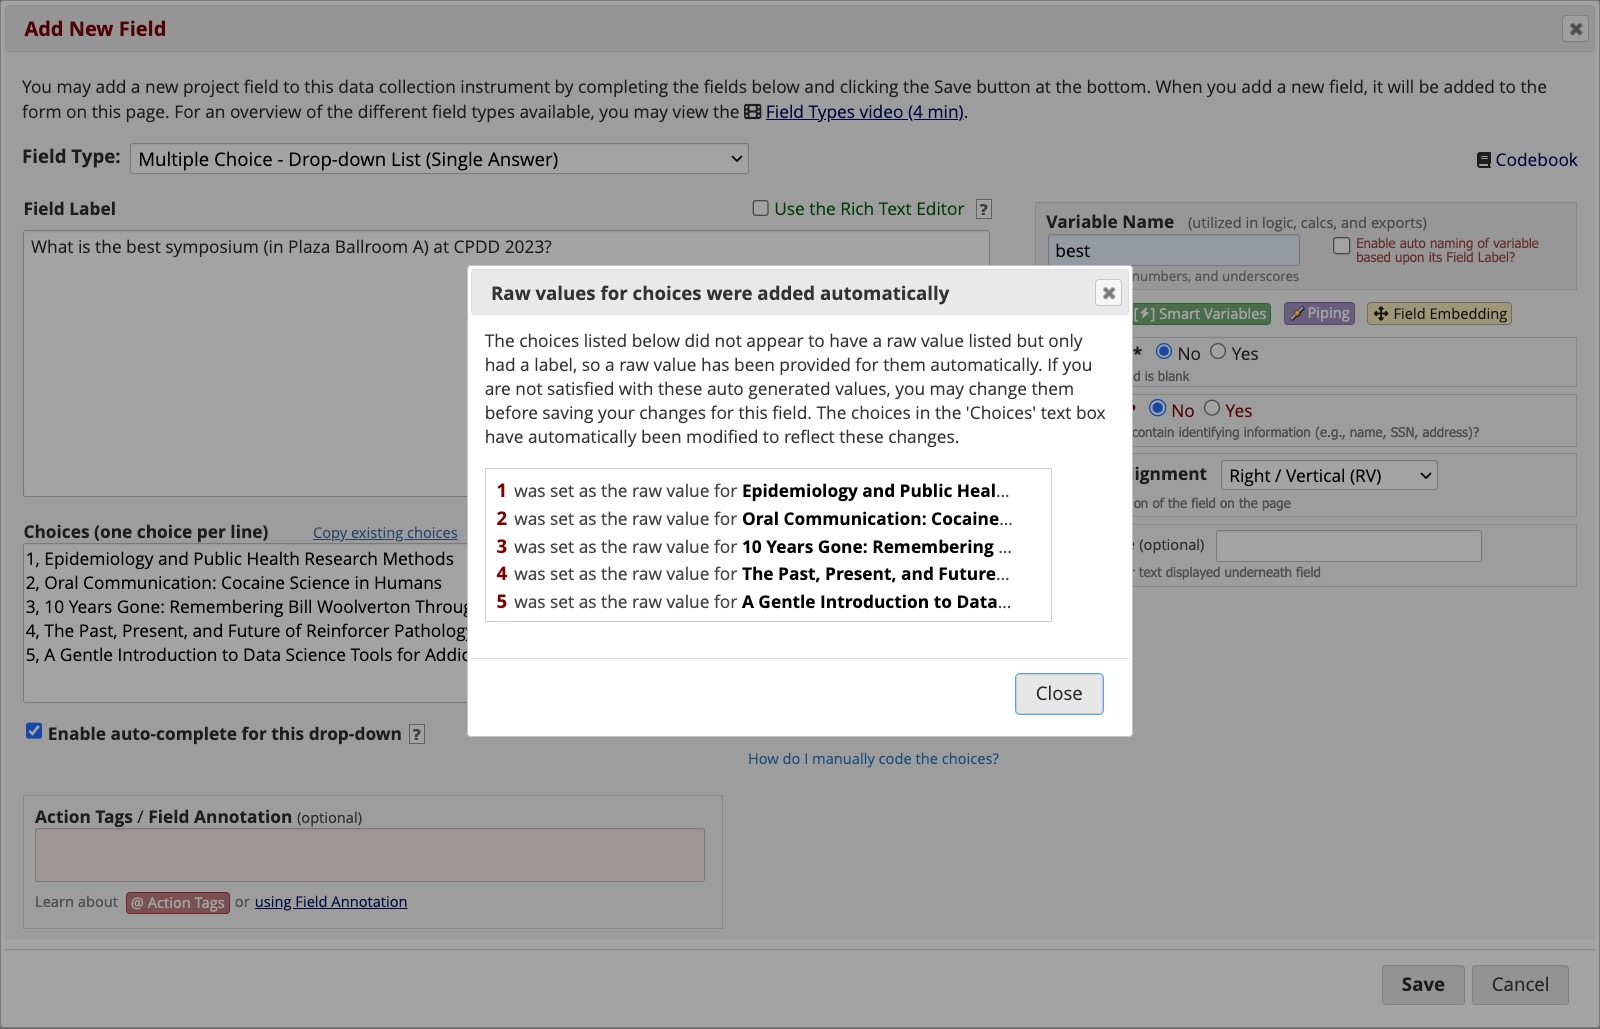 Add New Field
You may add a new project field to this data collection instrument by completing the fields below and clicking the Save button at the bottom. When you add a new field, it will be added to the
form on this page. For an overview of the different field types available, you may view the Field Types video (4 min).
Field Type: Multiple Choice - Drop-down List (Single Answer)
Codebook
Field Label
Use the Rich Text Editor ?
What is the best symposium (in Plaza Ballroom A) at CPDD 2023?
Variable Name (utilized in logic, calcs, and exports)
best
Enable auto naming of variable
based upon its Field Label?
numbers, and underscores
Smart Variables Piping Field Embedding
* No Yes
d is blank
No Yes
contain identifying information (e.g., name, SSN, address)?
lignment Right / Vertical (RV)
on of the field on the page
(optional)
text displayed underneath field
Raw values for choices were added automatically
The choices listed below did not appear to have a raw value listed but only
had a label, so a raw value has been provided for them automatically. If you
are not satisfied with these auto generated values, you may change them
before saving your changes for this field. The choices in the 'Choices' text box
have automatically been modified to reflect these changes.
1 was set as the raw value for Epidemiology and Public Heal...
2 was set as the raw value for Oral Communication: Cocaine...
3 was set as the raw value for 10 Years Gone: Remembering ...
4 was set as the raw value for The Past, Present, and Future...
5 was set as the raw value for A Gentle Introduction to Data...
Close
Choices (one choice per line) Copy existing choices
1, Epidemiology and Public Health Research Methods
2, Oral Communication: Cocaine Science in Humans
3, 10 Years Gone: Remembering Bill Woolverton Throug
4, The Past, Present, and Future of Reinforcer Pathology
5, A Gentle Introduction to Data Science Tools for Addic
Enable auto-complete for this drop-down ?
How do I manually code the choices?
Action Tags / Field Annotation (optional)
Learn about @ Action Tags or using Field Annotation
Save Cancel